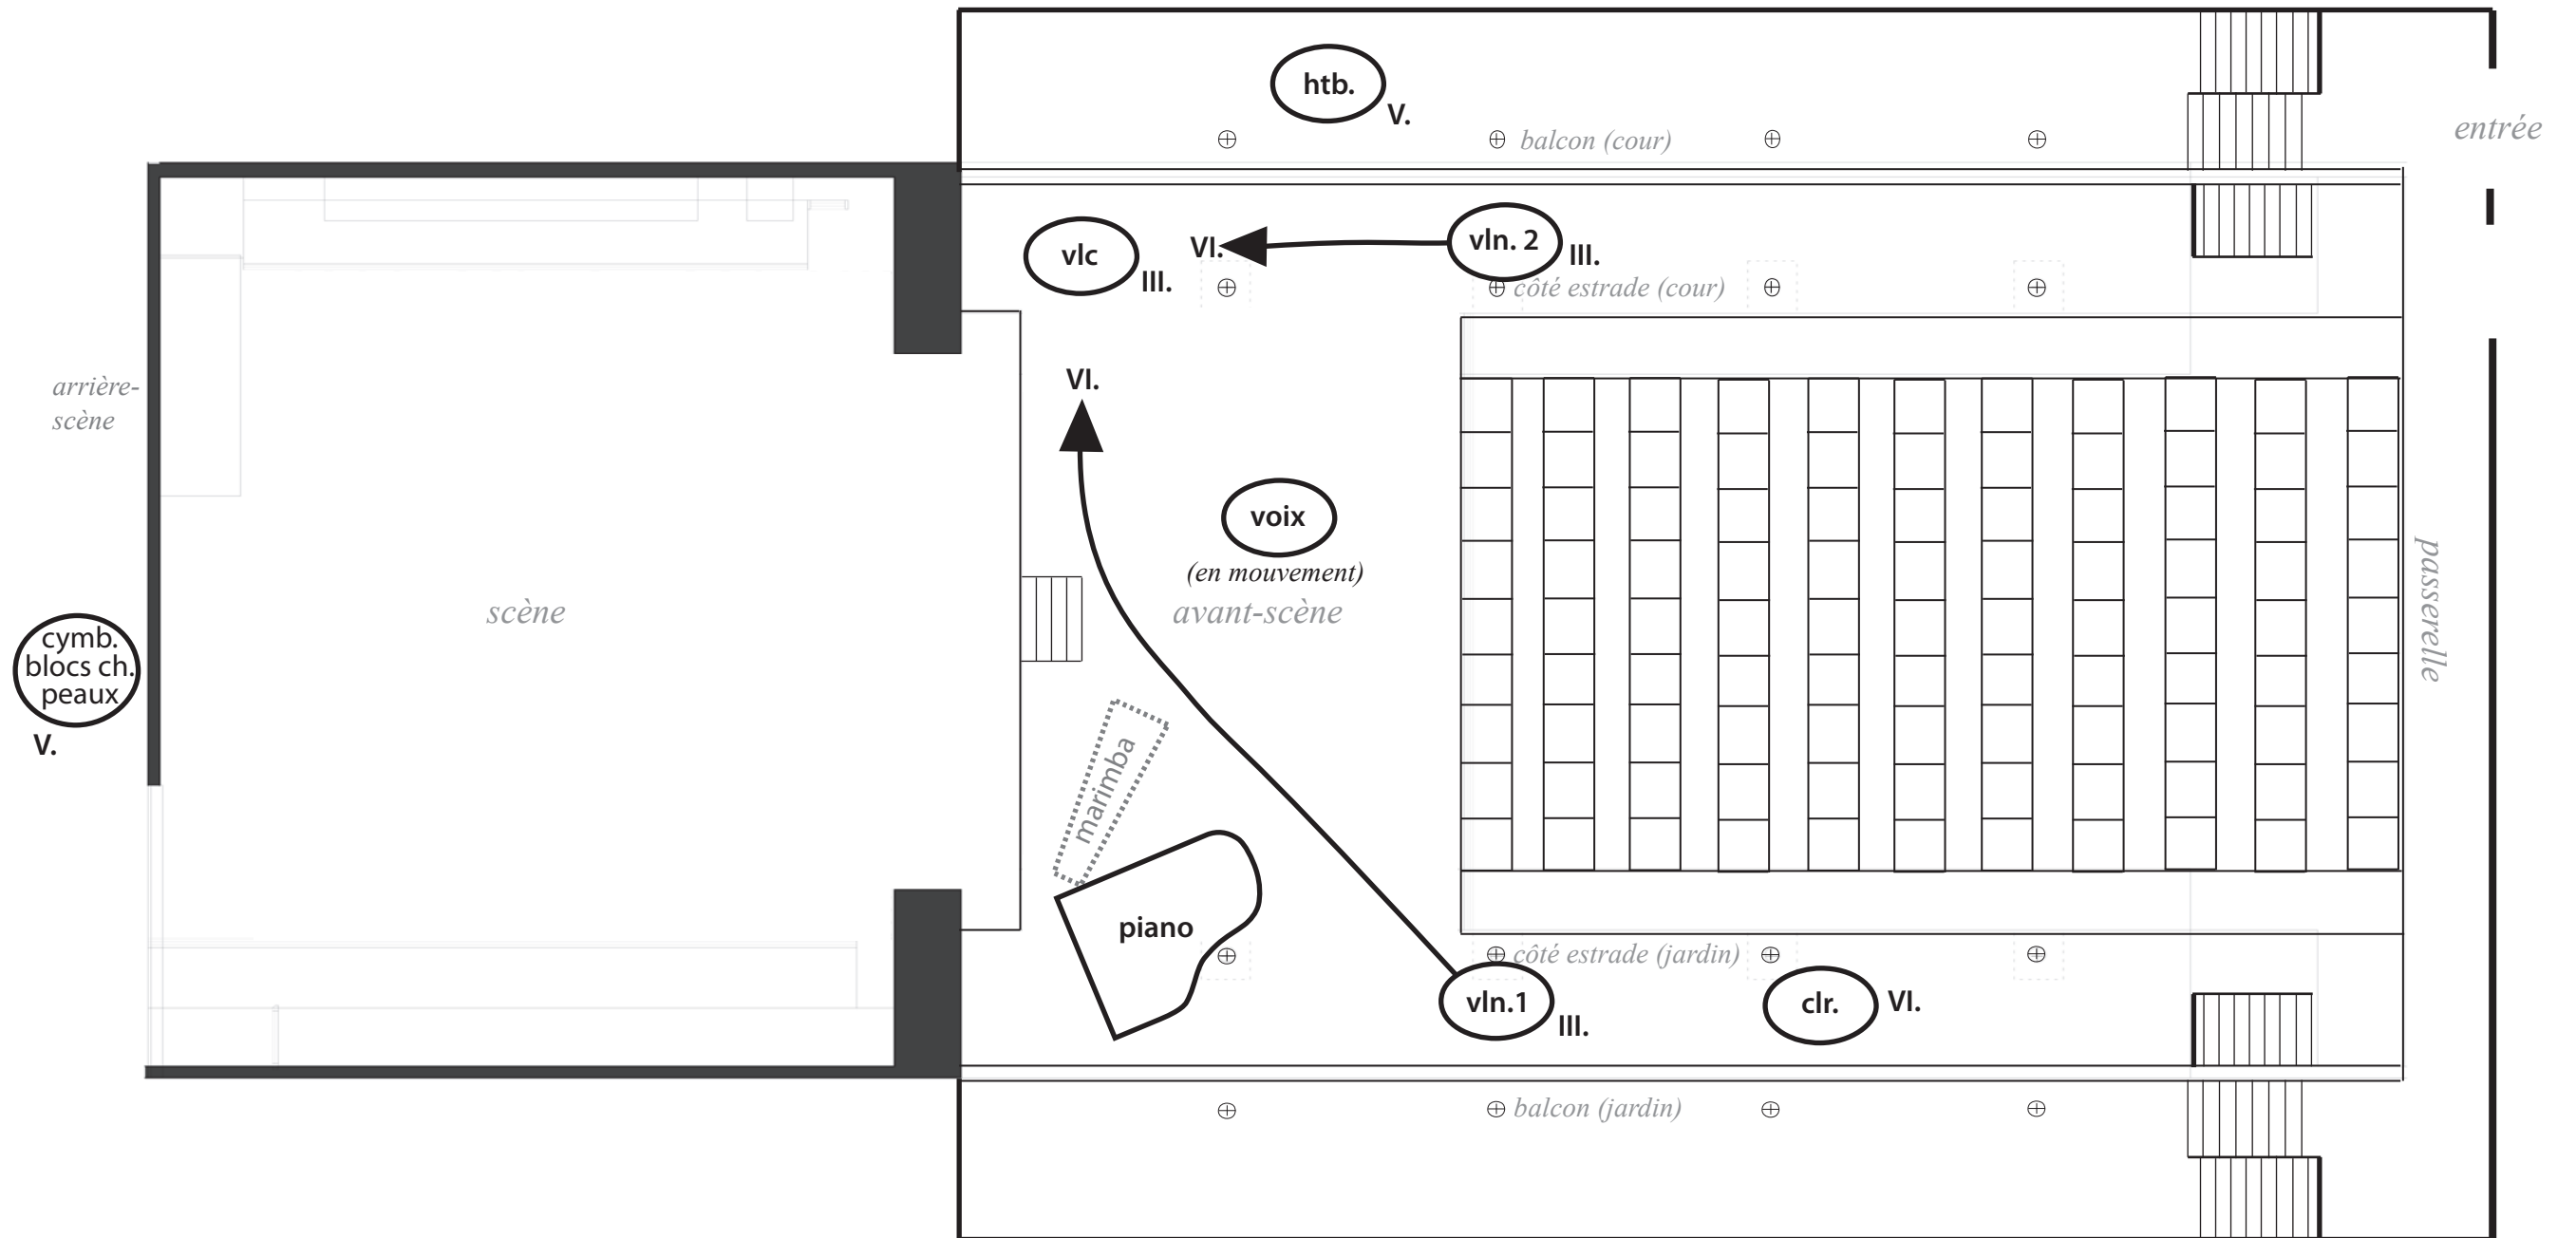 htb.
V.
balcon (cour)
entrée
vlc
III.
VI.
vln. 2
III.
côté estrade (cour)
arrière-
scène
VI.
voix
(en mouvement)
scène
avant-scène
passerelle
cymb.
blocs ch.
peaux
V.
marimba
piano
côté estrade (jardin)
vln.1
III.
clr.
VI.
balcon (jardin)